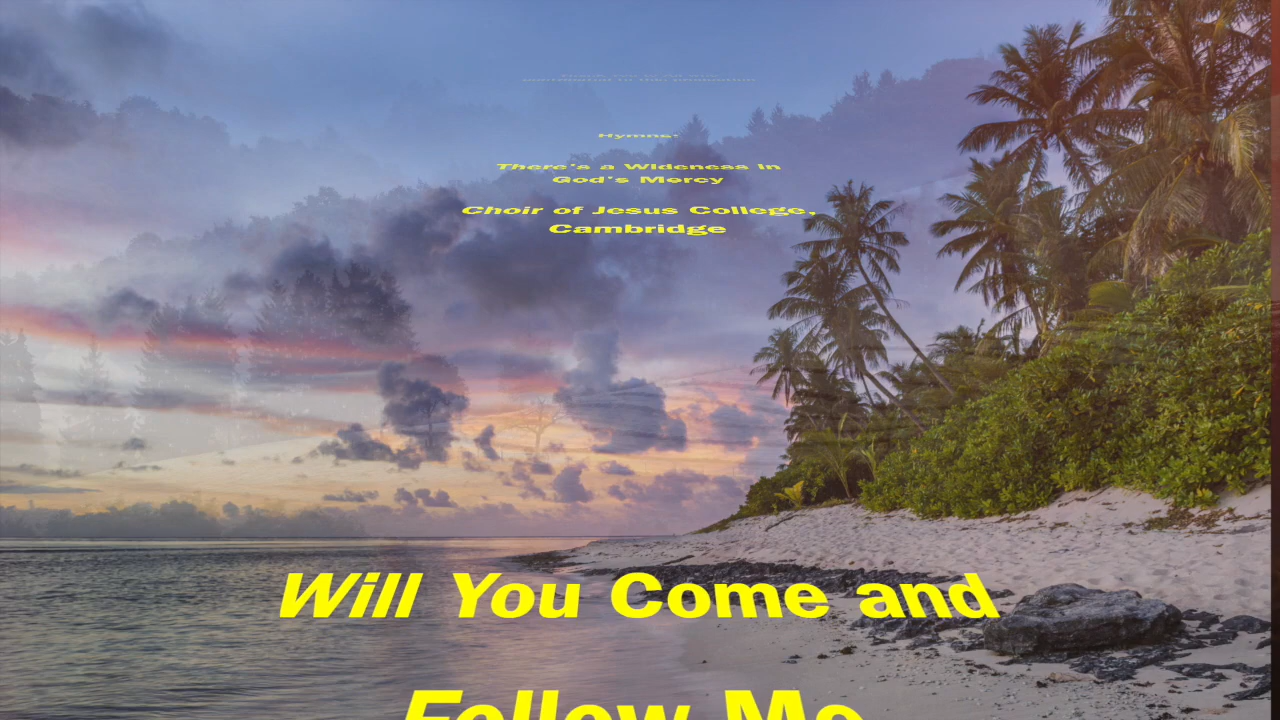 Hymns:
There's a Wideness in
God's Mercy
Choir of Jesus College,
Cambridge
Will You Come and
Follow Me